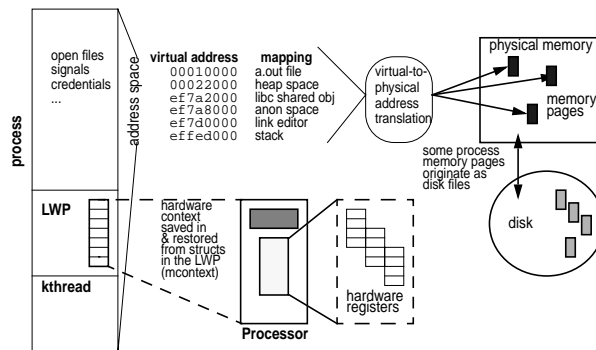 process
open files
signals
credentials
...
address space
virtual address mapping
00010000 a.out file
00022000 heap space
ef7a2000 libc shared obj
ef7a8000 anon space
ef7d0000 link editor
effed000 stack
virtual-to-
physical
address
translation
physical memory
memory
pages
some process
memory pages
originate as
disk files
disk
LWP
hardware
context
saved in
& restored
from structs
in the LWP
(mcontext)
kthread
Processor
hardware
registers